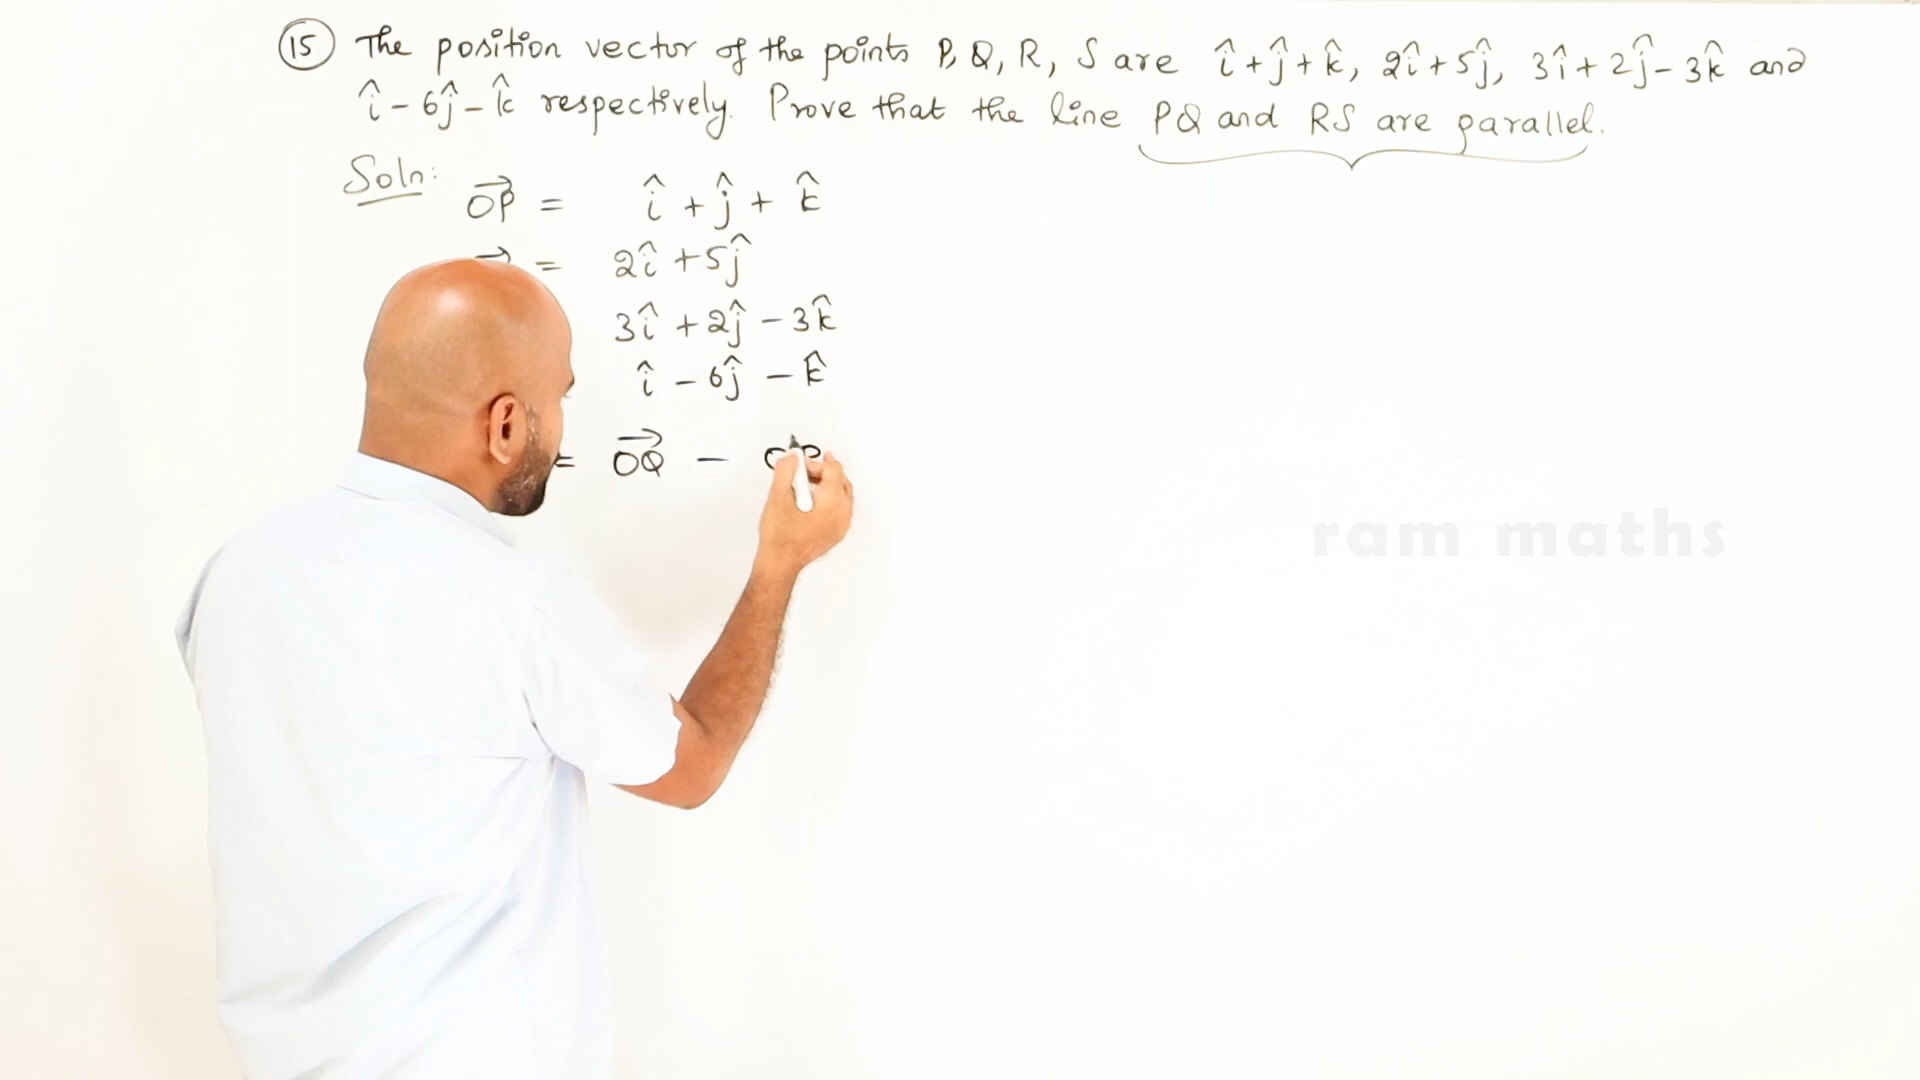 15 The position vector of the points P, Q, R, S are î + ĵ + k̂, 2î + 5ĵ, 3î + 2ĵ - 3k̂ and
î - 6ĵ - k̂ respectively. Prove that the line PQ and RS are parallel.
Soln:
OP⃗ = î + ĵ + k̂
= 2î + 5ĵ
3î + 2ĵ - 3k̂
î - 6ĵ - k̂
= OQ⃗ -
ram maths